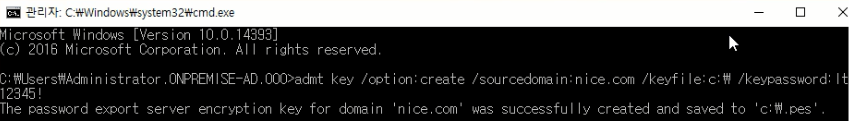 관리자: C:₩Windows₩system32₩cmd.exe
Microsoft Windows [Version 10.0.14393]
(c) 2016 Microsoft Corporation. All rights reserved.
C:₩Users₩Administrator.ONPREMISE-AD.000>admt key /option:create /sourcedomain:nice.com /keyfile:c:₩ /keypassword:lt
12345!
The password export server encryption key for domain 'nice.com' was successfully created and saved to 'c:₩.pes'.